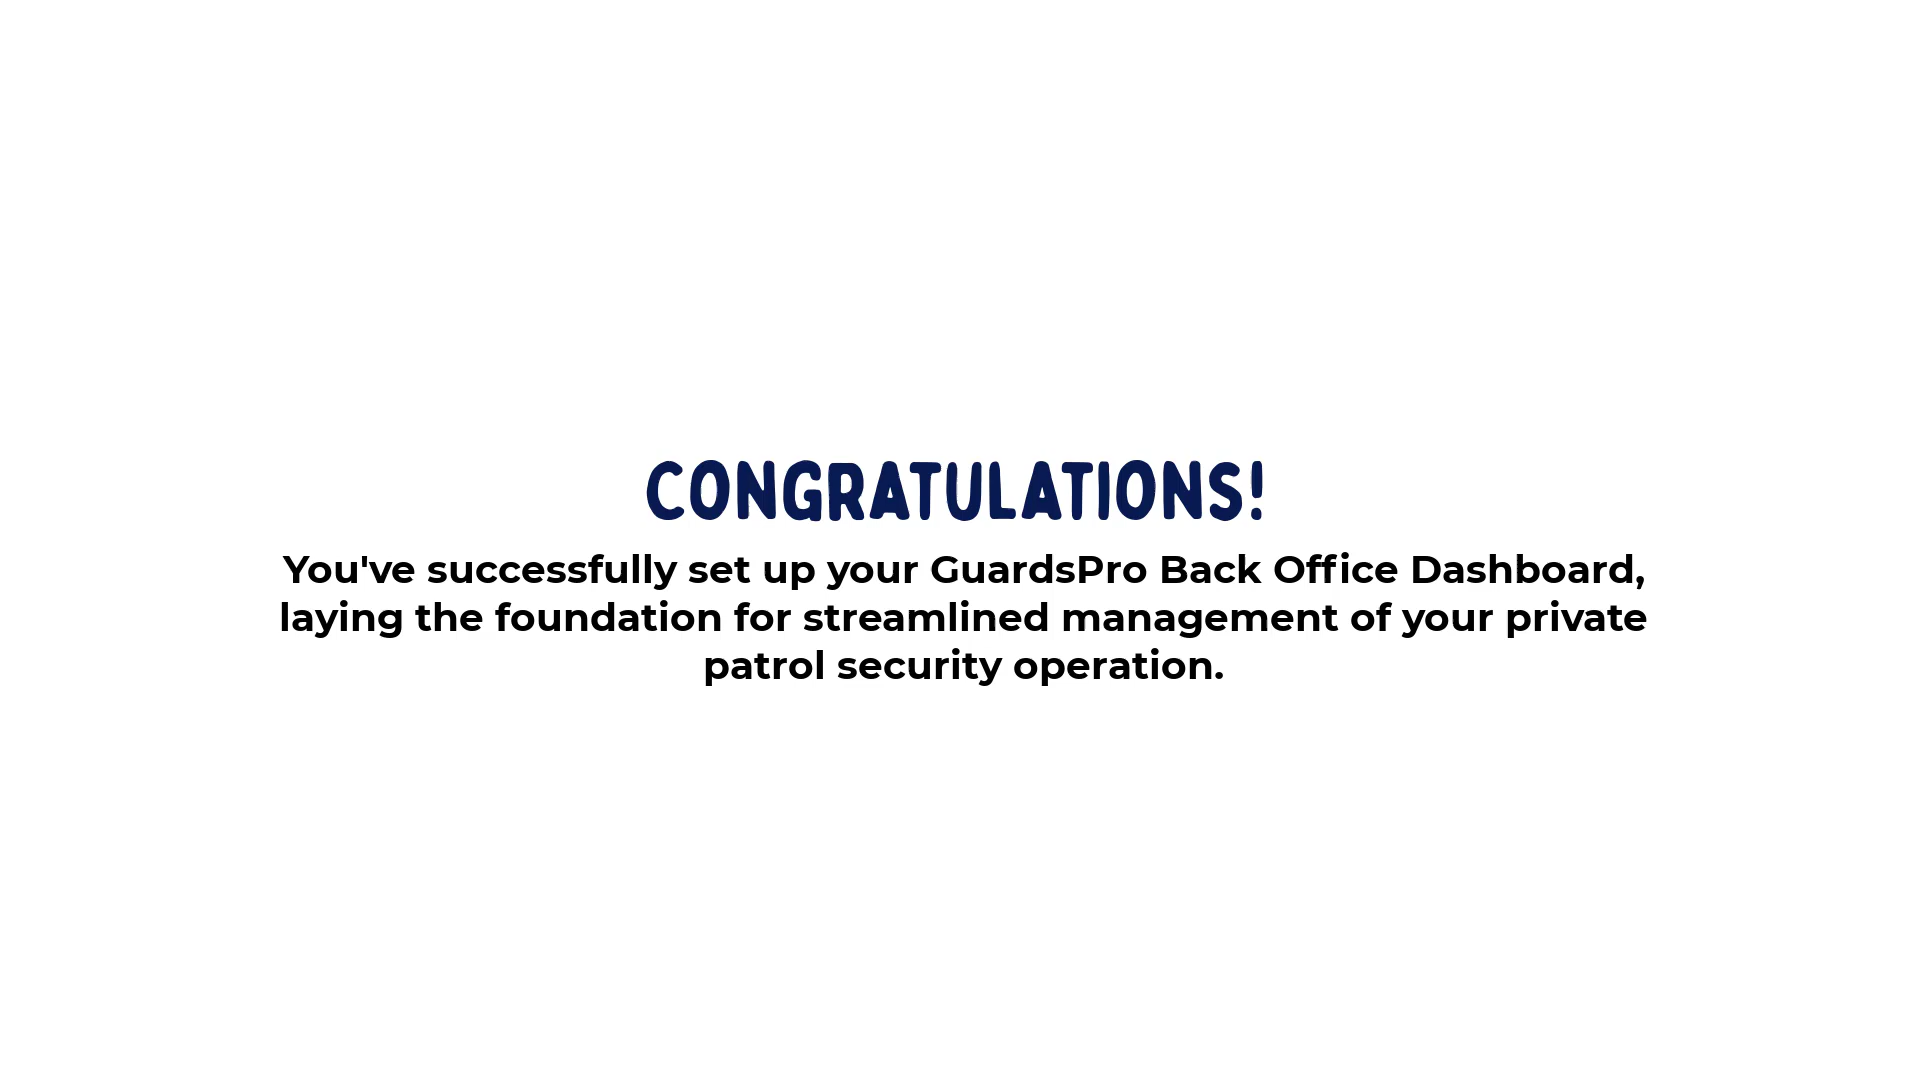 CONGRATULATIONS!
You've successfully set up your GuardsPro Back Office Dashboard,
laying the foundation for streamlined management of your private
patrol security operation.